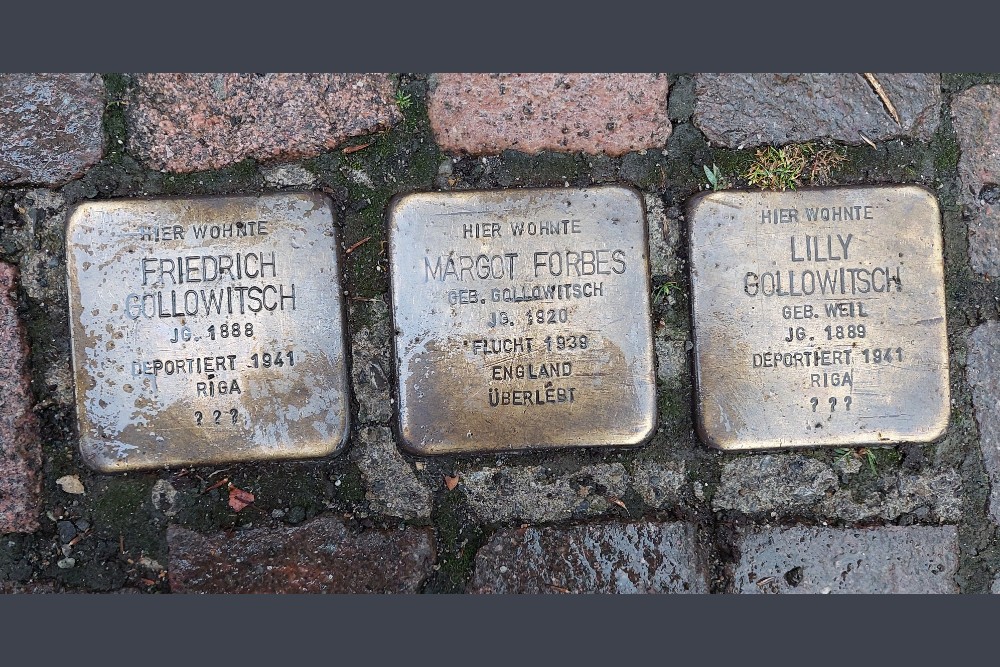 HIER WOHNTE
FRIEDRICH
GOLLOWITSCH
JG. 1888
DEPORTIERT 1941
RIGA
? ? ?
HIER WOHNTE
MARGOT FORBES
GEB. GOLLOWITSCH
JG. 1920
FLUCHT 1939
ENGLAND
ÜBERLEBT
HIER WOHNTE
LILLY
GOLLOWITSCH
GEB. WEIL
JG. 1889
DEPORTIERT 1941
RIGA
? ? ?